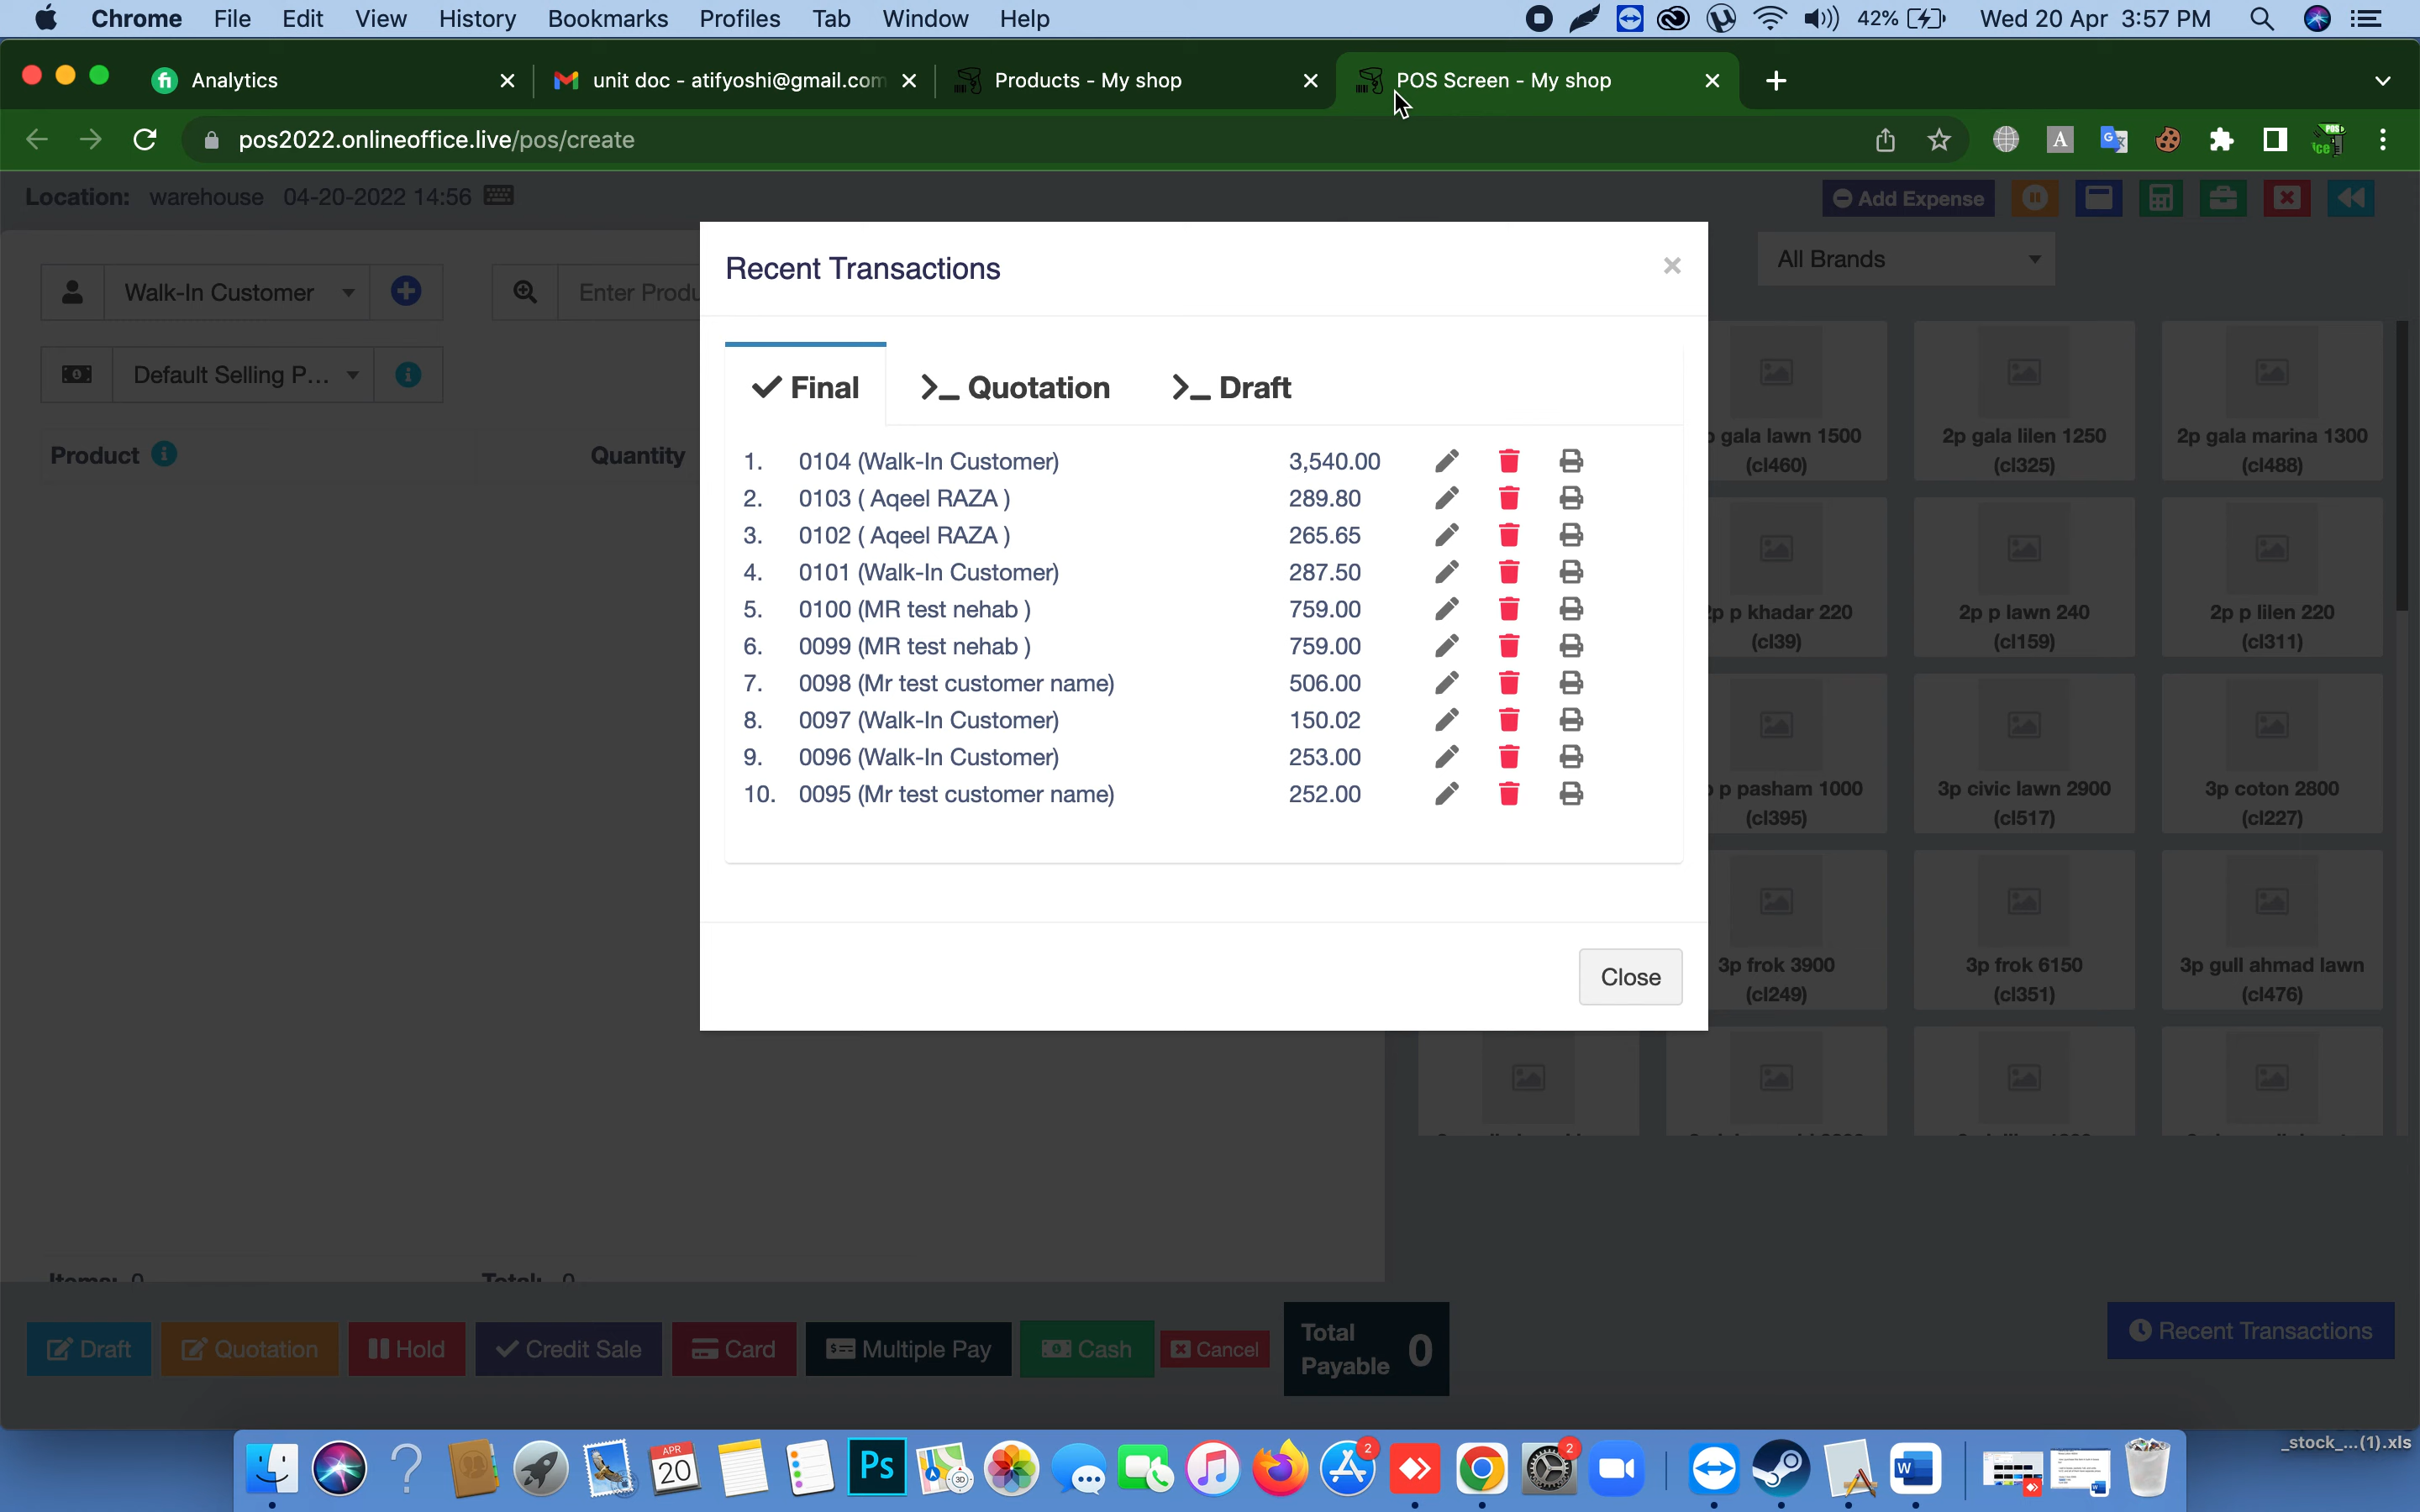 Chrome File Edit View History Bookmarks Profiles Tab Window Help 42% Wed 20 Apr 3:57 PM
Analytics unit doc - atifyoshi@gmail.com Products - My shop POS Screen - My shop
pos2022.onlineoffice.live/pos/create
Location: warehouse 04-20-2022 14:56 Add Expense
Recent Transactions
All Brands
Walk-In Customer Enter Produ
Default Selling P...
Final Quotation Draft
Product Quantity
1. 0104 (Walk-In Customer) 3,540.00
2. 0103 ( Aqeel RAZA ) 289.80
3. 0102 ( Aqeel RAZA ) 265.65
4. 0101 (Walk-In Customer) 287.50
5. 0100 (MR test nehab ) 759.00
6. 0099 (MR test nehab ) 759.00
7. 0098 (Mr test customer name) 506.00
8. 0097 (Walk-In Customer) 150.02
9. 0096 (Walk-In Customer) 253.00
10. 0095 (Mr test customer name) 252.00
Close
gala lawn 1500 2p gala lilen 1250 2p gala marina 1300
(cl460) (cl325) (cl488)
p khadar 220 2p p lawn 240 2p p lilen 220
(cl39) (cl159) (cl311)
p pasham 1000 3p civic lawn 2900 3p coton 2800
(cl395) (cl517) (cl227)
3p frok 3900 3p frok 6150 3p gull ahmad lawn
(cl249) (cl351) (cl476)
Items: 0 Total: 0
Draft Quotation Hold Credit Sale Card Multiple Pay Cash Cancel Total Payable 0 Recent Transactions
_stock_...(1).xls
APR
20
Ps
3D
2
2
W